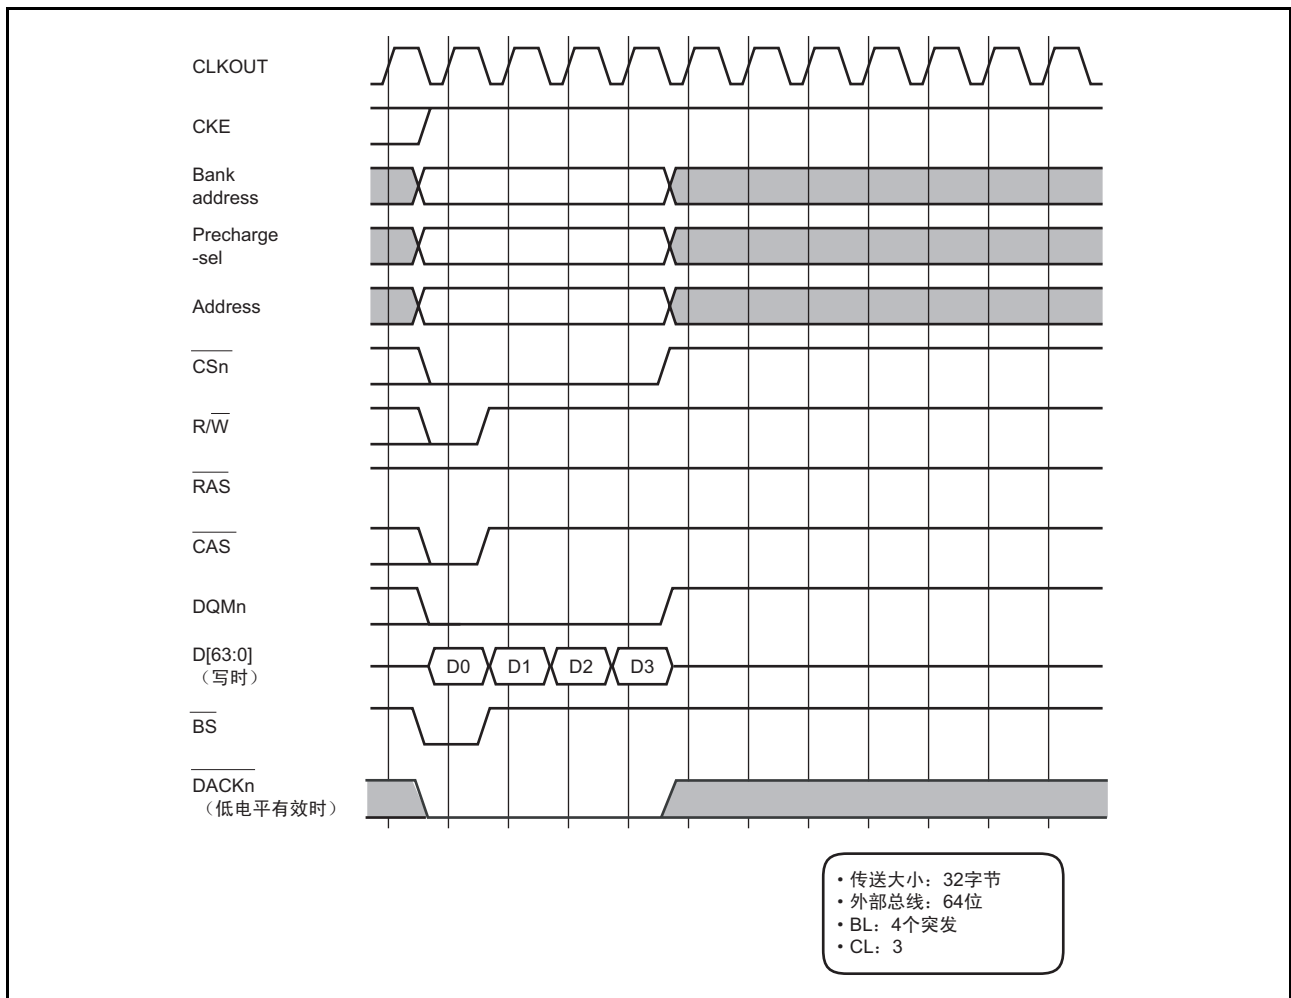 CLKOUT
CKE
Bank
address
Precharge
-sel
Address
CSn
R/W
RAS
CAS
DQMn
D[63:0]
（写时）
D0 D1 D2 D3
BS
DACKn
（低电平有效时）
• 传送大小：32字节
• 外部总线：64位
• BL：4个突发
• CL：3